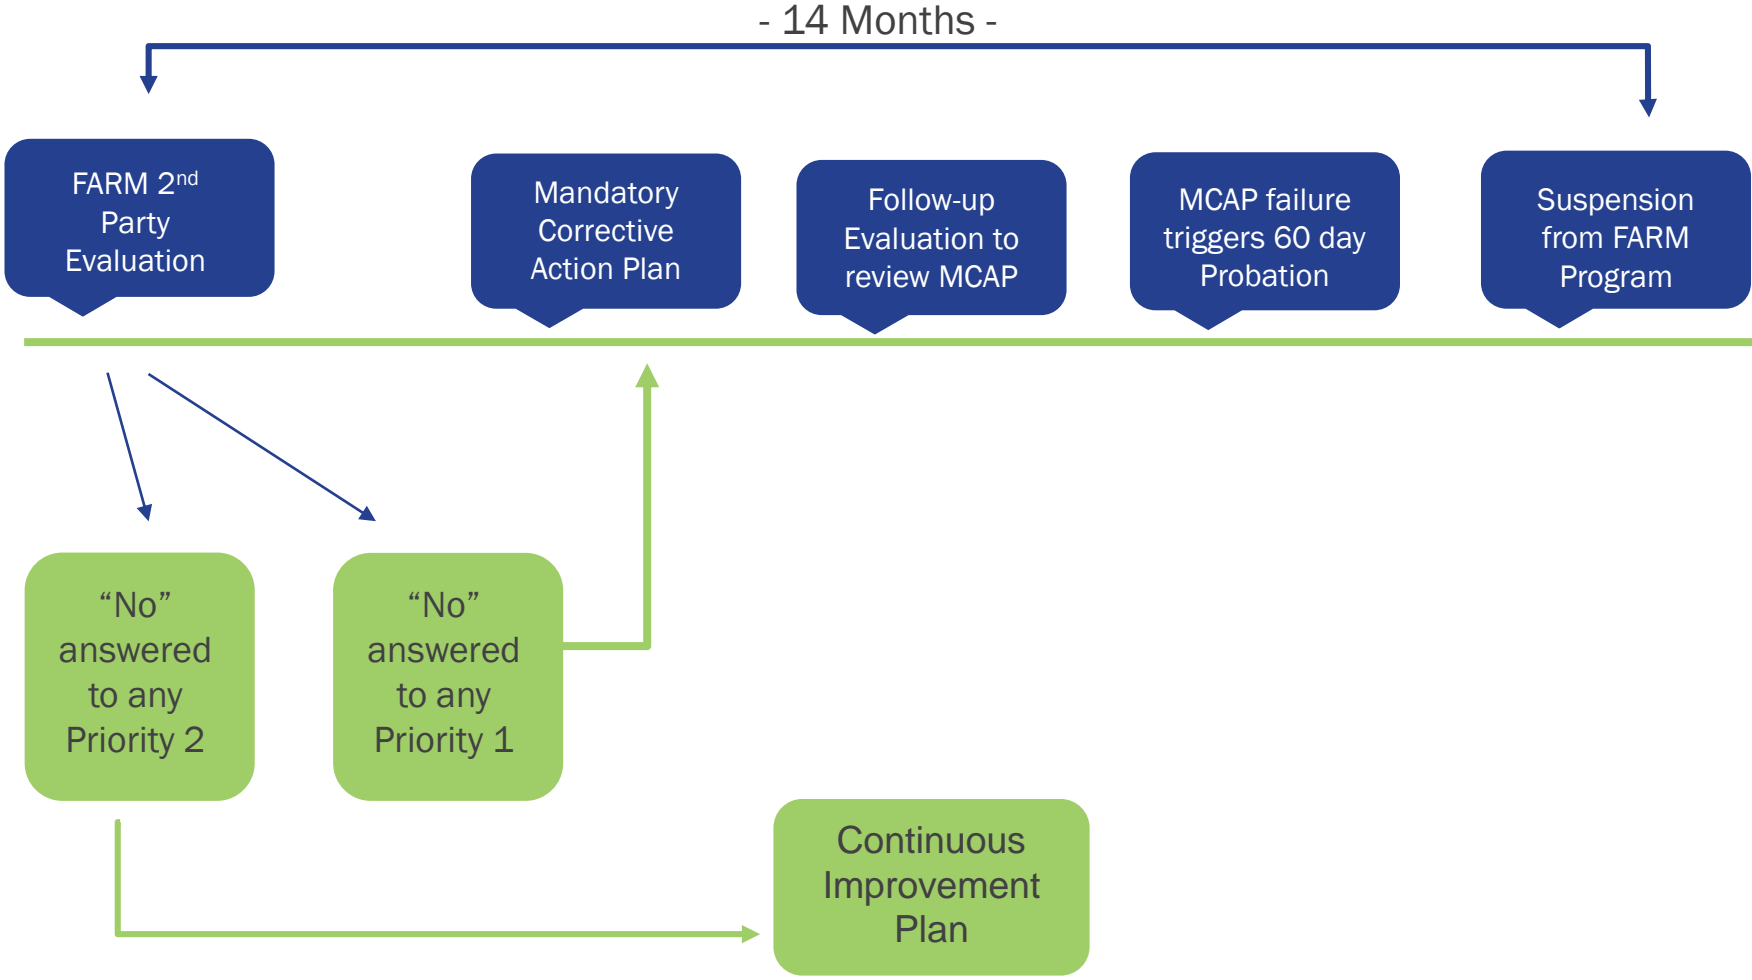 - 14 Months -
FARM 2nd
Party
Evaluation
Mandatory
Corrective
Action Plan
Follow-up
Evaluation to
review MCAP
MCAP failure
triggers 60 day
Probation
Suspension
from FARM
Program
“No”
answered
to any
Priority 2
“No”
answered
to any
Priority 1
Continuous
Improvement
Plan